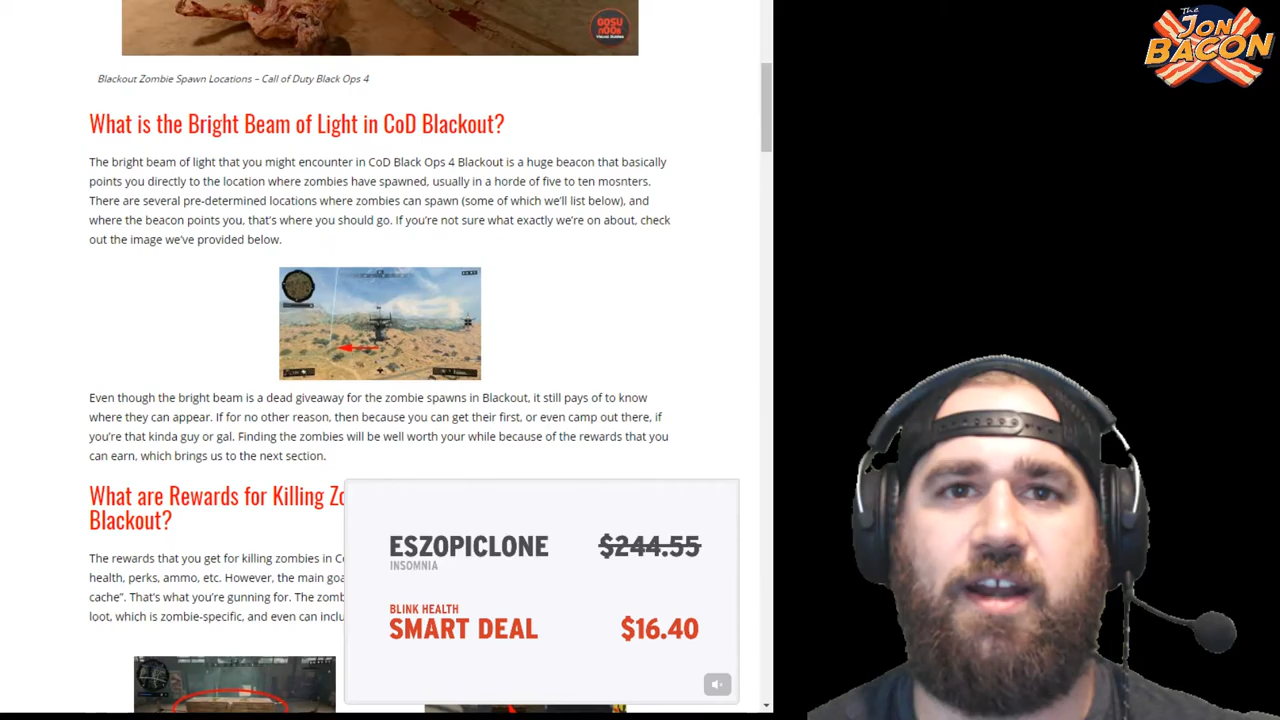 The
JON
BACON
GOSU
nOOB
Visual Guides
Blackout Zombie Spawn Locations – Call of Duty Black Ops 4
What is the Bright Beam of Light in CoD Blackout?
The bright beam of light that you might encounter in CoD Black Ops 4 Blackout is a huge beacon that basically
points you directly to the location where zombies have spawned, usually in a horde of five to ten mosnters.
There are several pre-determined locations where zombies can spawn (some of which we'll list below), and
where the beacon points you, that's where you should go. If you're not sure what exactly we're on about, check
out the image we've provided below.
Even though the bright beam is a dead giveaway for the zombie spawns in Blackout, it still pays of to know
where they can appear. If for no other reason, then because you can get their first, or even camp out there, if
you're that kinda guy or gal. Finding the zombies will be well worth your while because of the rewards that you
can earn, which brings us to the next section.
What are Rewards for Killing Zo
Blackout?
The rewards that you get for killing zombies in C
health, perks, ammo, etc. However, the main goa
cache". That's what you're gunning for. The zomb
loot, which is zombie-specific, and even can inclu
ESZOPICLONE $244.55
INSOMNIA
BLINK HEALTH
SMART DEAL $16.40